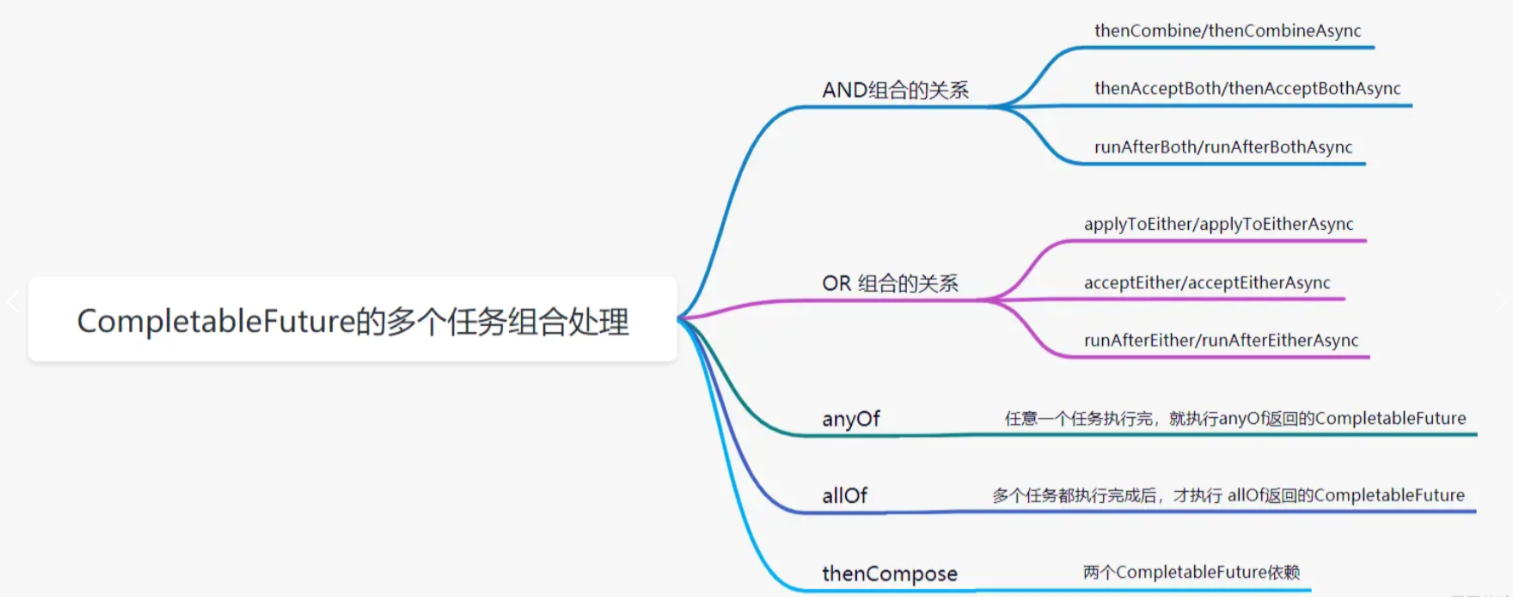 thenCombine/thenCombineAsync
AND组合的关系
thenAcceptBoth/thenAcceptBothAsync
runAfterBoth/runAfterBothAsync
applyToEither/applyToEitherAsync
OR 组合的关系
acceptEither/acceptEitherAsync
CompletableFuture的多个任务组合处理
runAfterEither/runAfterEitherAsync
anyOf
任意一个任务执行完，就执行anyOf返回的CompletableFuture
allOf
多个任务都执行完成后，才执行 allOf返回的CompletableFuture
thenCompose
两个CompletableFuture依赖